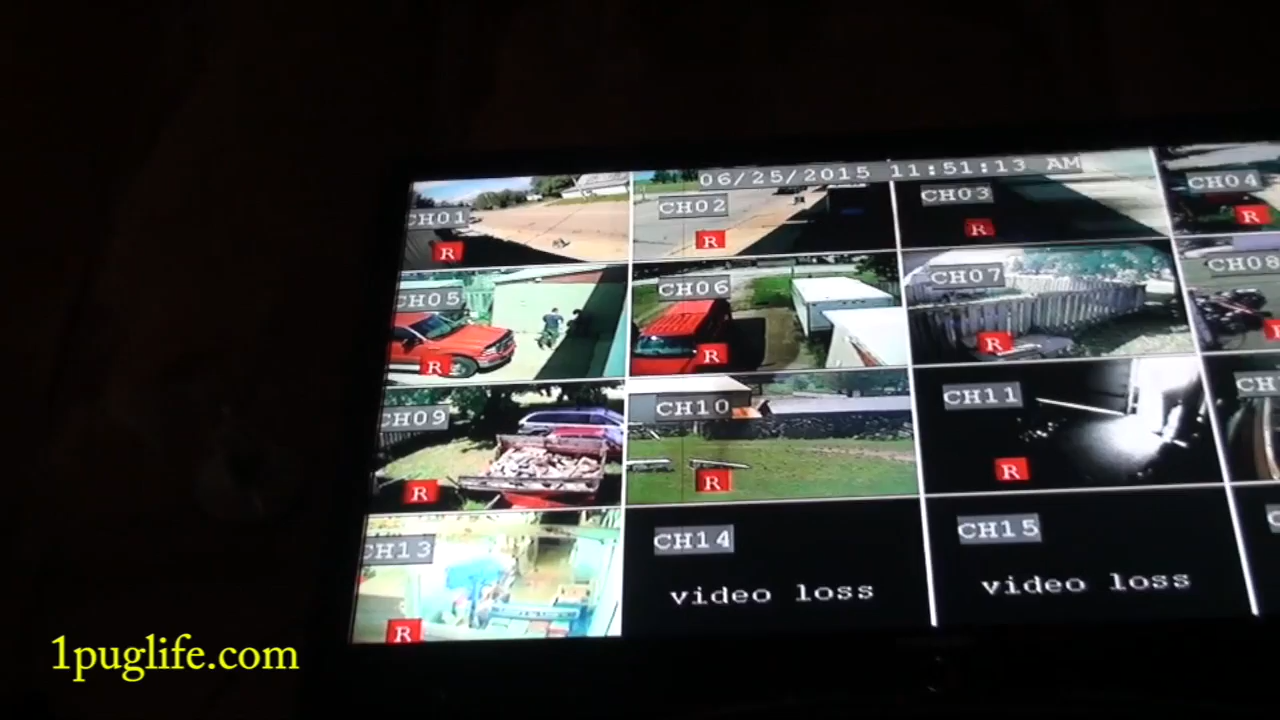 06/25/2015 11:51:13 AM
CH01
R
CH02
R
CH03
R
CH04
R
CH05
R
CH06
R
CH07
R
CH08
CH09
R
CH10
R
CH11
R
CH13
R
CH14
video loss
CH15
video loss
1puglife.com